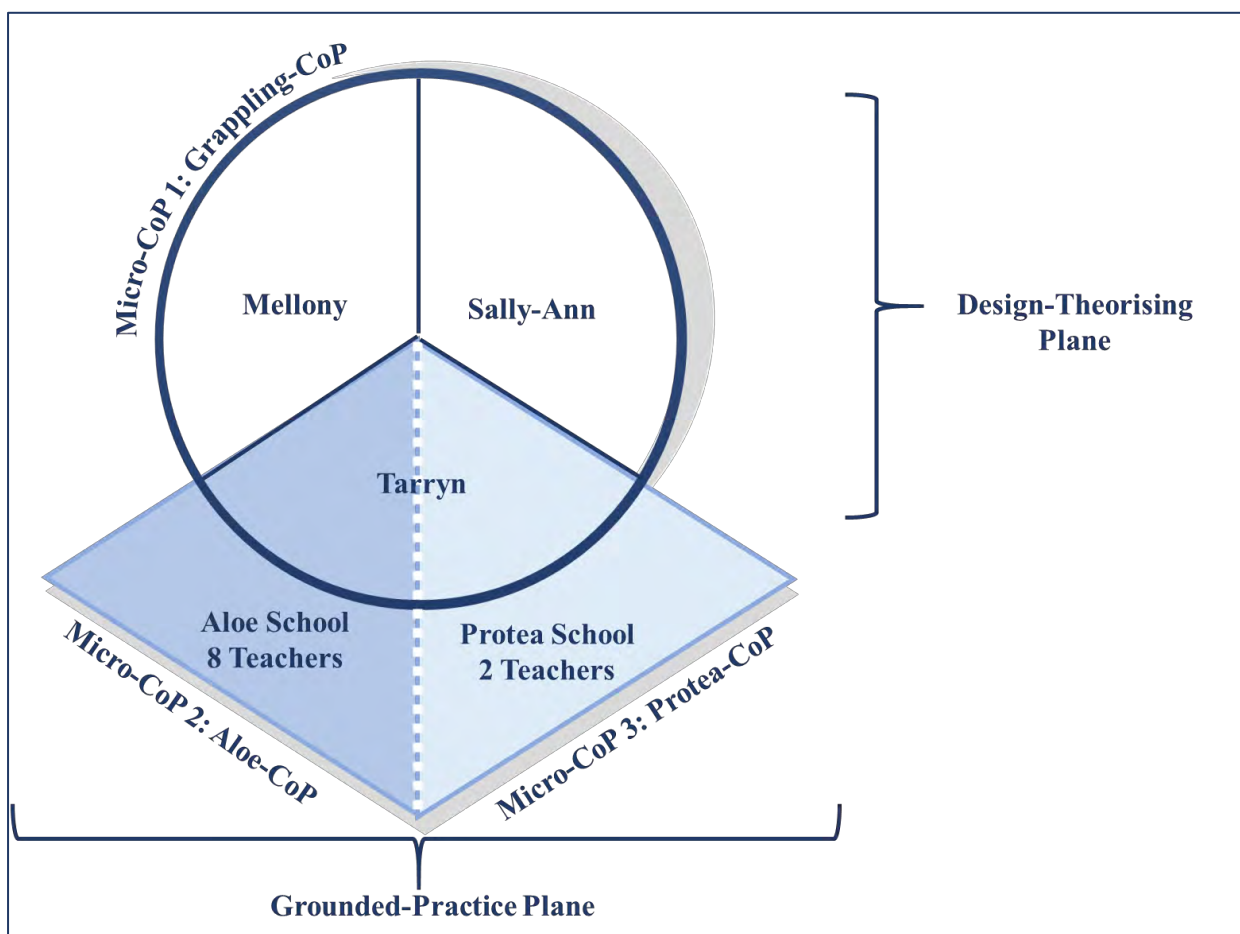 Micro-CoP 1: Grappling-CoP
Mellony
Sally-Ann
Design-Theorising
Plane
Tarryn
Aloe School
8 Teachers
Protea School
2 Teachers
Micro-CoP 2: Aloe-CoP
Micro-CoP 3: Protea-CoP
Grounded-Practice Plane